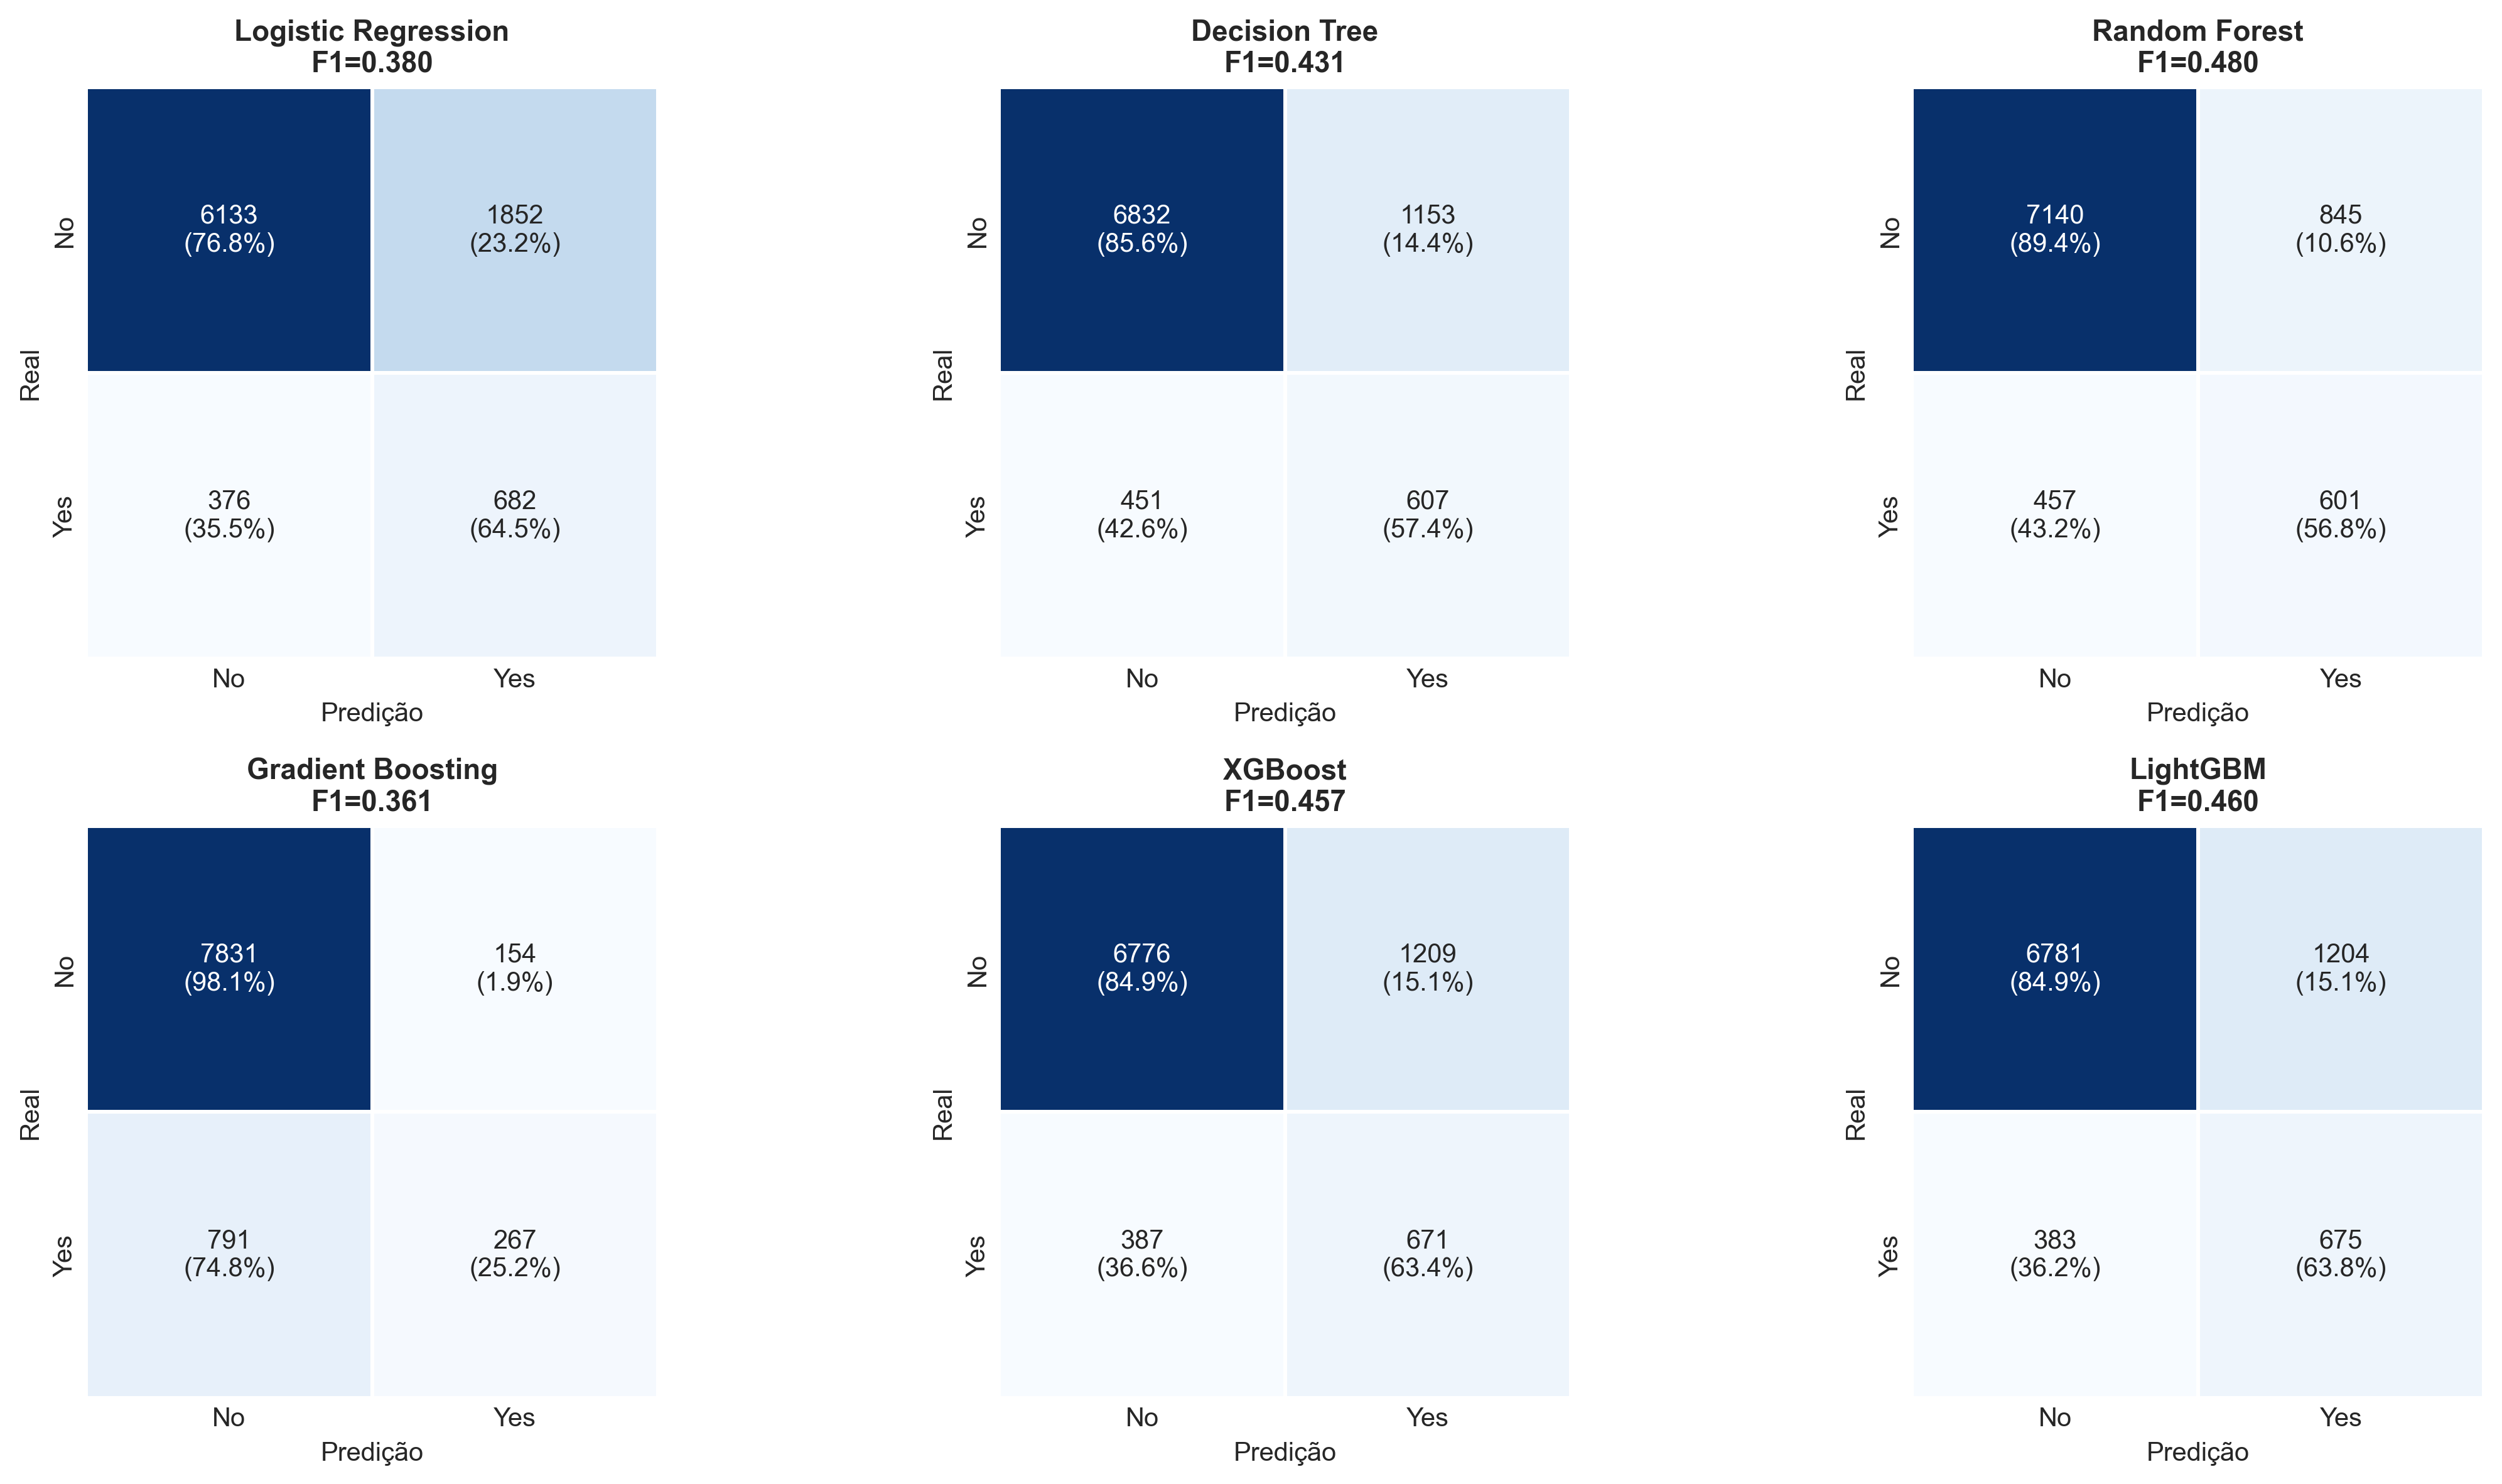 Logistic Regression
F1=0.380
6133
(76.8%)
1852
(23.2%)
376
(35.5%)
682
(64.5%)
No
Yes
Real
No
Yes
Predição
Decision Tree
F1=0.431
6832
(85.6%)
1153
(14.4%)
451
(42.6%)
607
(57.4%)
No
Yes
Real
No
Yes
Predição
Random Forest
F1=0.480
7140
(89.4%)
845
(10.6%)
457
(43.2%)
601
(56.8%)
No
Yes
Real
No
Yes
Predição
Gradient Boosting
F1=0.361
7831
(98.1%)
154
(1.9%)
791
(74.8%)
267
(25.2%)
No
Yes
Real
No
Yes
Predição
XGBoost
F1=0.457
6776
(84.9%)
1209
(15.1%)
387
(36.6%)
671
(63.4%)
No
Yes
Real
No
Yes
Predição
LightGBM
F1=0.460
6781
(84.9%)
1204
(15.1%)
383
(36.2%)
675
(63.8%)
No
Yes
Real
No
Yes
Predição